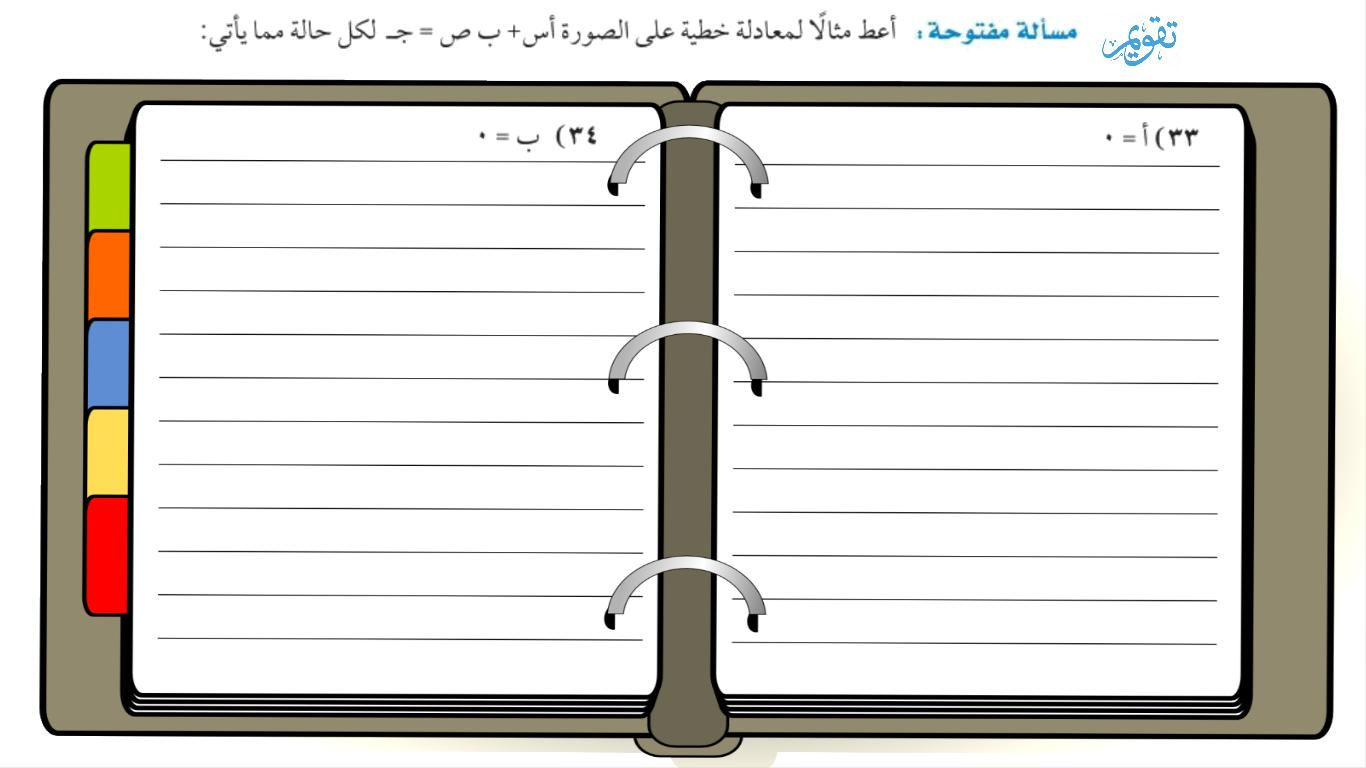 تقويم
مسألة مفتوحة : أعط مثالًا لمعادلة خطية على الصورة أس+ ب ص = جـ لكل حالة مما يأتي:
٣٣) أ = ٠
٣٤) ب = ٠